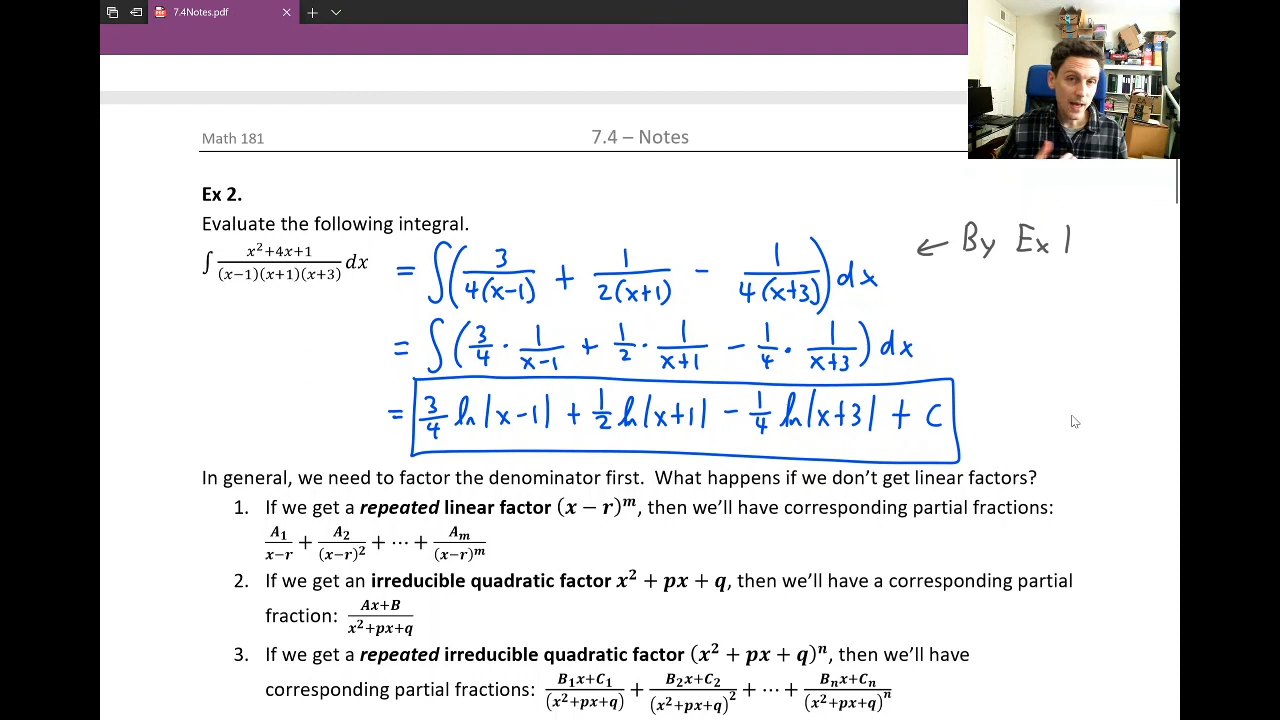 7.4Notes.pdf
Math 181
7.4 – Notes
Ex 2.
Evaluate the following integral.
∫ (x²+4x+1)/((x−1)(x+1)(x+3)) dx = ∫(3/(4(x-1)) + 1/(2(x+1)) - 1/(4(x+3))) dx ← By Ex 1
= ∫(3/4 · 1/(x-1) + 1/2 · 1/(x+1) - 1/4 · 1/(x+3)) dx
= 3/4 ln|x-1| + 1/2 ln|x+1| - 1/4 ln|x+3| + C
In general, we need to factor the denominator first. What happens if we don't get linear factors?
1. If we get a repeated linear factor (x − r)ᵐ, then we'll have corresponding partial fractions:
A₁/(x−r) + A₂/(x−r)² + ⋯ + Aₘ/(x−r)ᵐ
2. If we get an irreducible quadratic factor x² + px + q, then we'll have a corresponding partial
fraction: (Ax+B)/(x²+px+q)
3. If we get a repeated irreducible quadratic factor (x² + px + q)ⁿ, then we'll have
corresponding partial fractions: (B₁x+C₁)/(x²+px+q) + (B₂x+C₂)/(x²+px+q)² + ⋯ + (Bₙx+Cₙ)/(x²+px+q)ⁿ